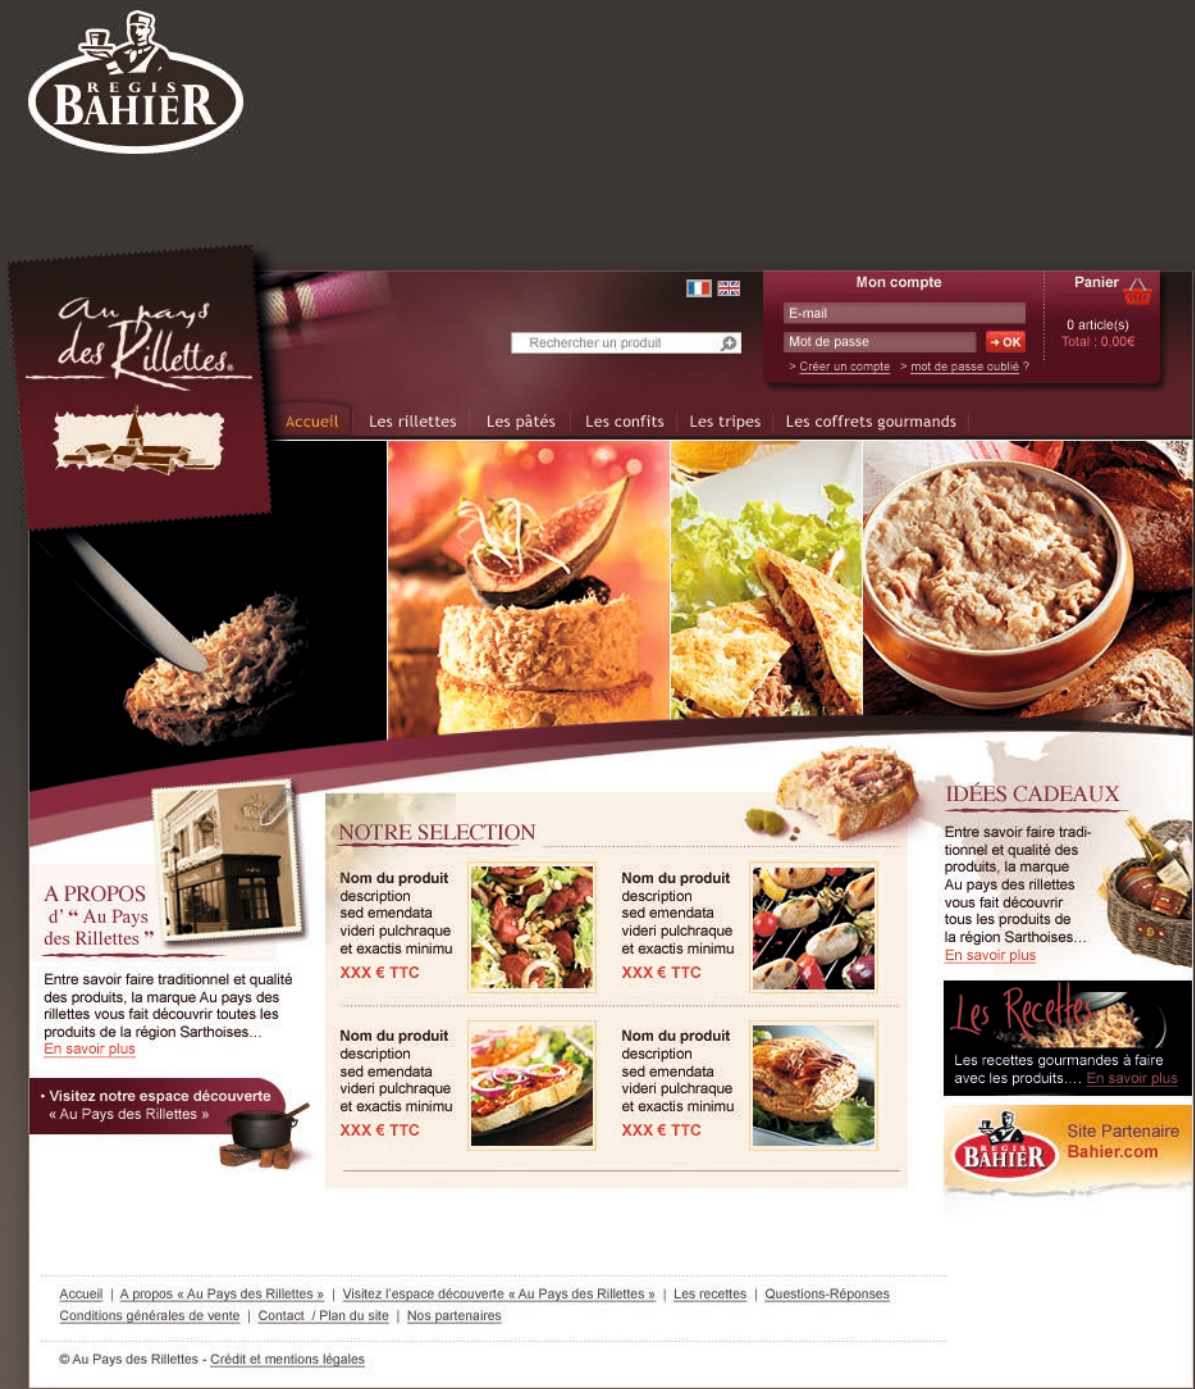 REGIS
BAHIER
Au pays
des Rillettes®
Rechercher un produit
Mon compte
E-mail
Mot de passe
OK
> Créer un compte > mot de passe oublié ?
Panier
0 article(s)
Total : 0,00€
Accueil Les rillettes Les pâtés Les confits Les tripes Les coffrets gourmands
A PROPOS
d' “ Au Pays
des Rillettes ”
Entre savoir faire traditionnel et qualité
des produits, la marque Au pays des
rillettes vous fait découvrir toutes les
produits de la région Sarthoises...
En savoir plus
• Visitez notre espace découverte
« Au Pays des Rillettes »
NOTRE SELECTION
Nom du produit
description
sed emendata
videri pulchraque
et exactis minimu
XXX € TTC
Nom du produit
description
sed emendata
videri pulchraque
et exactis minimu
XXX € TTC
Nom du produit
description
sed emendata
videri pulchraque
et exactis minimu
XXX € TTC
Nom du produit
description
sed emendata
videri pulchraque
et exactis minimu
XXX € TTC
IDÉES CADEAUX
Entre savoir faire tradi-
tionnel et qualité des
produits, la marque
Au pays des rillettes
vous fait découvrir
tous les produits de
la région Sarthoises...
En savoir plus
Les Recettes
Les recettes gourmandes à faire
avec les produits.... En savoir plus
REGIS
BAHIER
Site Partenaire
Bahier.com
Accueil | A propos « Au Pays des Rillettes » | Visitez l'espace découverte « Au Pays des Rillettes » | Les recettes | Questions-Réponses
Conditions générales de vente | Contact / Plan du site | Nos partenaires
© Au Pays des Rillettes - Crédit et mentions légales